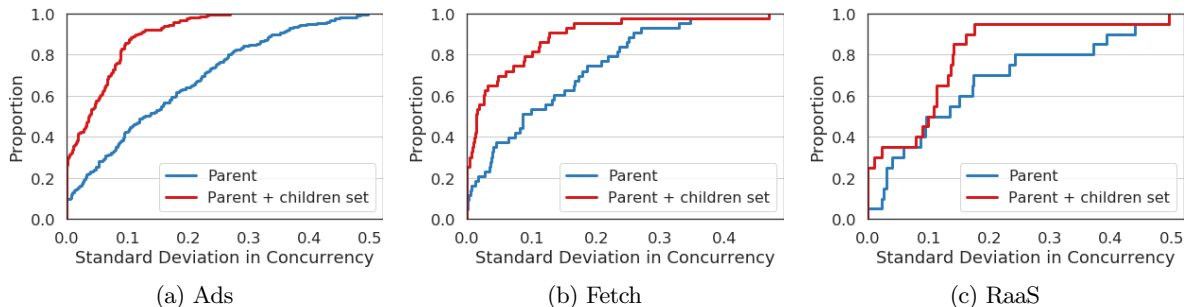 1.0
0.8
0.6
0.4
0.2
0.0
Proportion
Parent
Parent + children set
0.0 0.1 0.2 0.3 0.4 0.5
Standard Deviation in Concurrency
(a) Ads
1.0
0.8
0.6
0.4
0.2
0.0
Proportion
Parent
Parent + children set
0.0 0.2 0.4
Standard Deviation in Concurrency
(b) Fetch
1.0
0.8
0.6
0.4
0.2
0.0
Proportion
Parent
Parent + children set
0.0 0.1 0.2 0.3 0.4 0.5
Standard Deviation in Concurrency
(c) RaaS